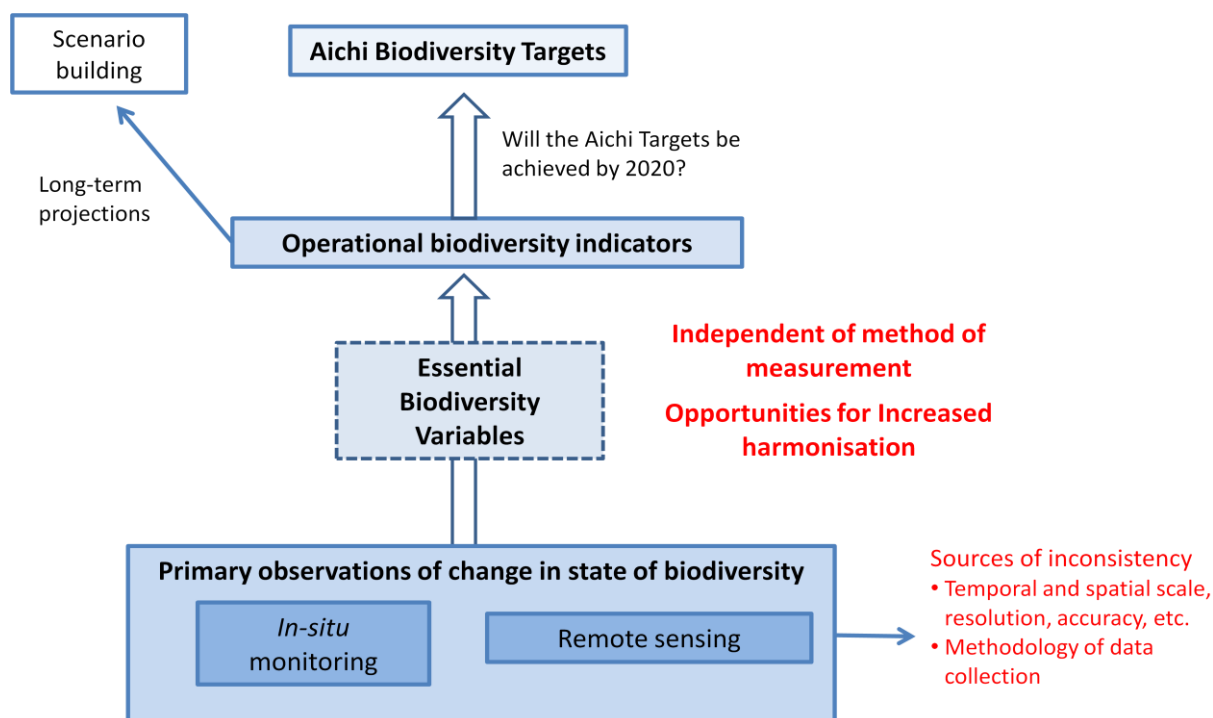 Scenario
building
Aichi Biodiversity Targets
Will the Aichi Targets be
achieved by 2020?
Long-term
projections
Operational biodiversity indicators
Essential
Biodiversity
Variables
Independent of method of
measurement
Opportunities for Increased
harmonisation
Primary observations of change in state of biodiversity
In-situ
monitoring
Remote sensing
Sources of inconsistency
• Temporal and spatial scale,
resolution, accuracy, etc.
• Methodology of data
collection